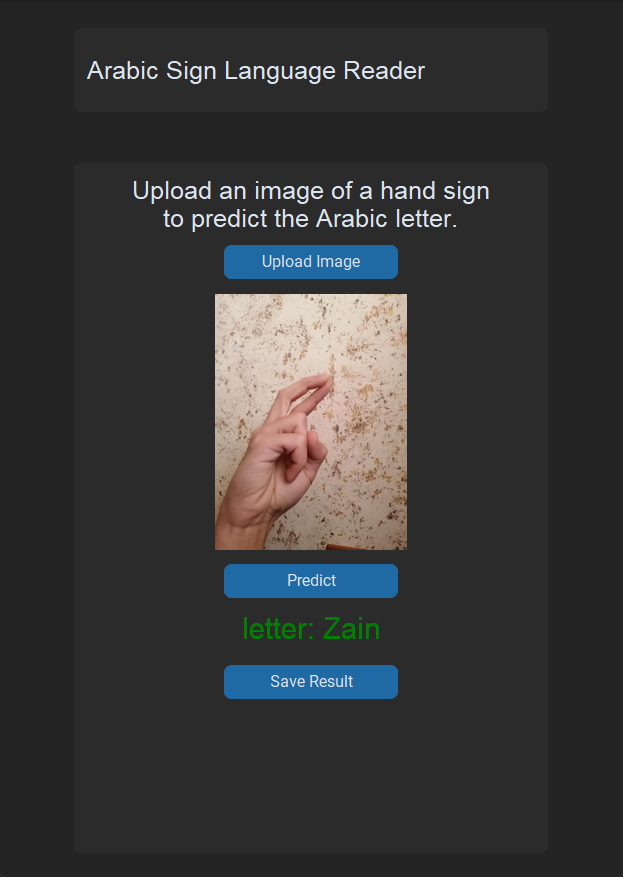 Arabic Sign Language Reader
Upload an image of a hand sign
to predict the Arabic letter.
Upload Image
Predict
letter: Zain
Save Result